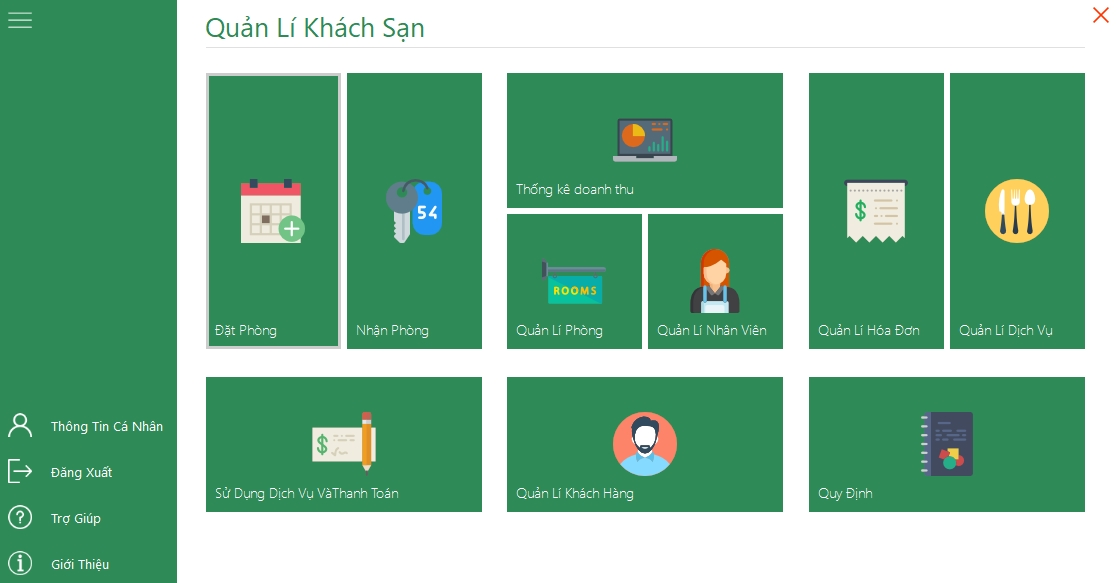 Quản Lí Khách Sạn
Thống kê doanh thu
54
ROOMS
Đặt Phòng
Nhận Phòng
Quản Lí Phòng
Quản Lí Nhân Viên
Quản Lí Hóa Đơn
Quản Lí Dịch Vụ
Sử Dụng Dịch Vụ VàThanh Toán
Quản Lí Khách Hàng
Quy Định
Thông Tin Cá Nhân
Đăng Xuất
Trợ Giúp
Giới Thiệu